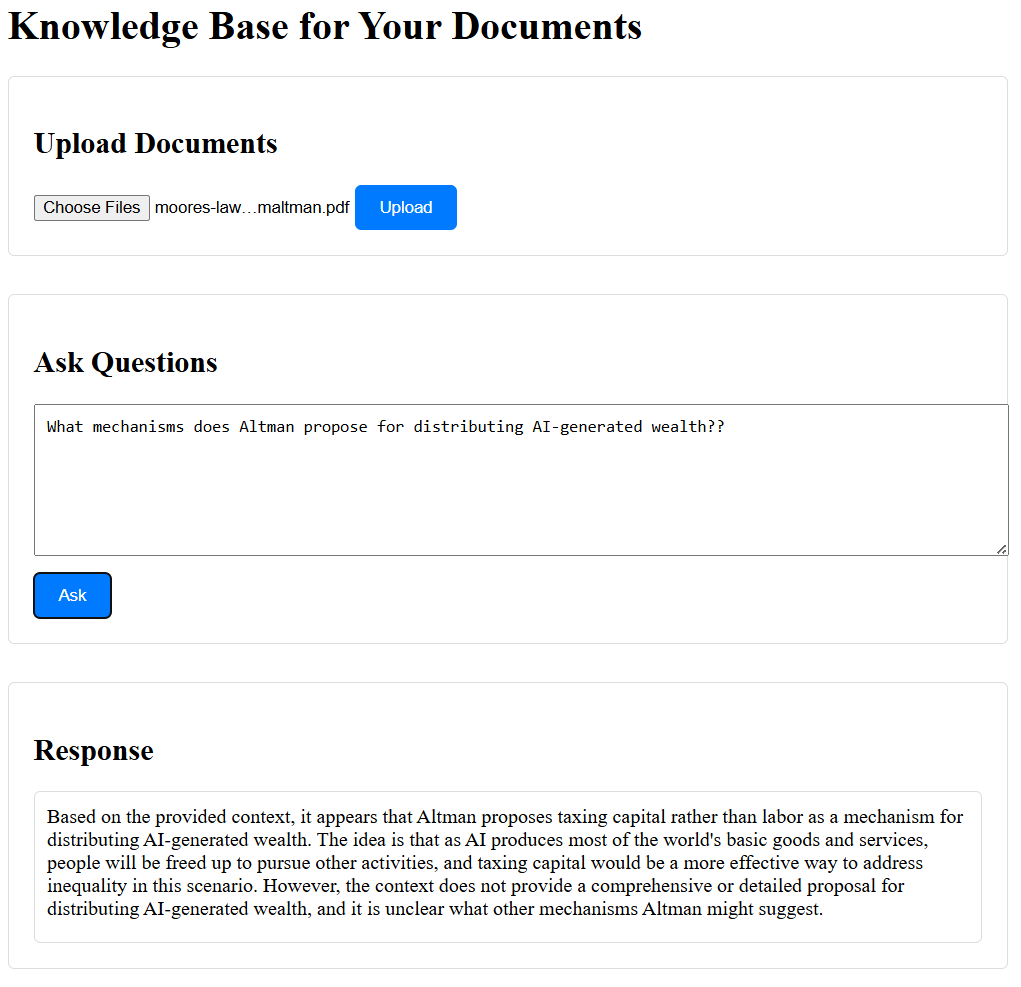 Knowledge Base for Your Documents
Upload Documents
Choose Files moores-law…maltman.pdf Upload
Ask Questions
What mechanisms does Altman propose for distributing AI-generated wealth??
Ask
Response
Based on the provided context, it appears that Altman proposes taxing capital rather than labor as a mechanism for
distributing AI-generated wealth. The idea is that as AI produces most of the world's basic goods and services,
people will be freed up to pursue other activities, and taxing capital would be a more effective way to address
inequality in this scenario. However, the context does not provide a comprehensive or detailed proposal for
distributing AI-generated wealth, and it is unclear what other mechanisms Altman might suggest.